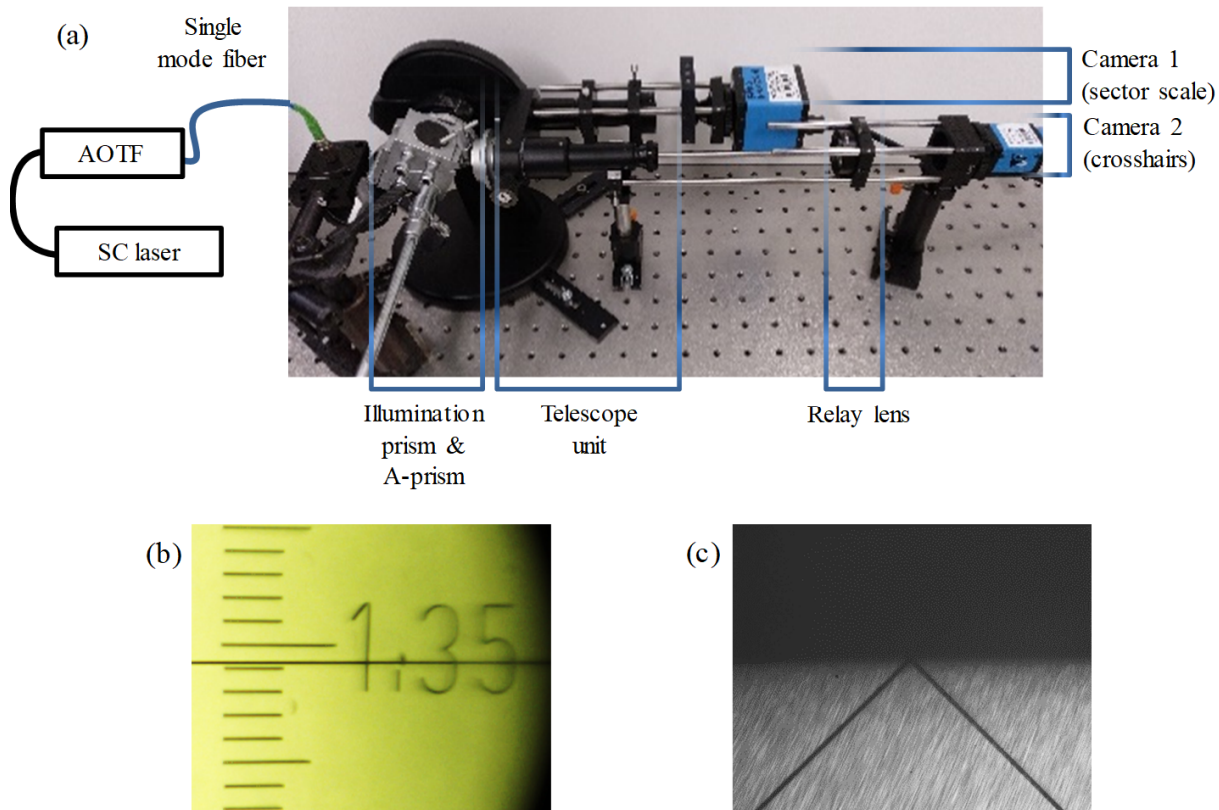 (a)
Single
mode fiber
AOTF
SC laser
Camera 1
(sector scale)
Camera 2
(crosshairs)
Illumination
prism &
A-prism
Telescope
unit
Relay lens
(b)
1.35
(c)